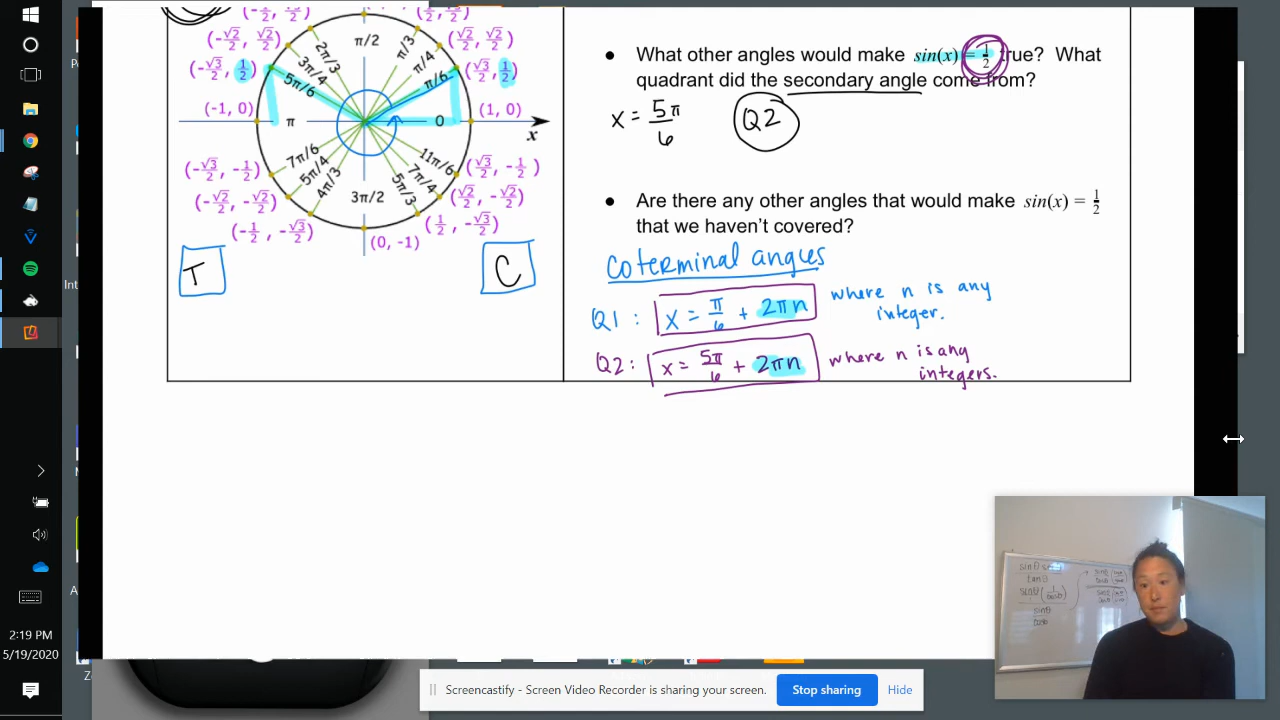 (-√2/2, √2/2)
2π/3
π/2
π/3
(√2/2, √2/2)
3π/4
π/4
(-√3/2, 1/2)
5π/6
π/6
(√3/2, 1/2)
(-1, 0)
π
0
(1, 0)
x
(-√3/2, -1/2)
7π/6
11π/6
(√3/2, -1/2)
5π/4
7π/4
(-√2/2, -√2/2)
4π/3
3π/2
5π/3
(√2/2, -√2/2)
(-1/2, -√3/2)
(0, -1)
(1/2, -√3/2)
T
C
• What other angles would make sin(x) = 1/2 true? What
quadrant did the secondary angle come from?
x = 5π/6
Q2
• Are there any other angles that would make sin(x) = 1/2
that we haven't covered?
Coterminal angles
Q1: x = π/6 + 2πn where n is any
integer.
Q2: x = 5π/6 + 2πn where n is any
integers.
sinθ
tanθ
sinθ
cosθ
2:19 PM
5/19/2020
Screencastify - Screen Video Recorder is sharing your screen.
Stop sharing
Hide